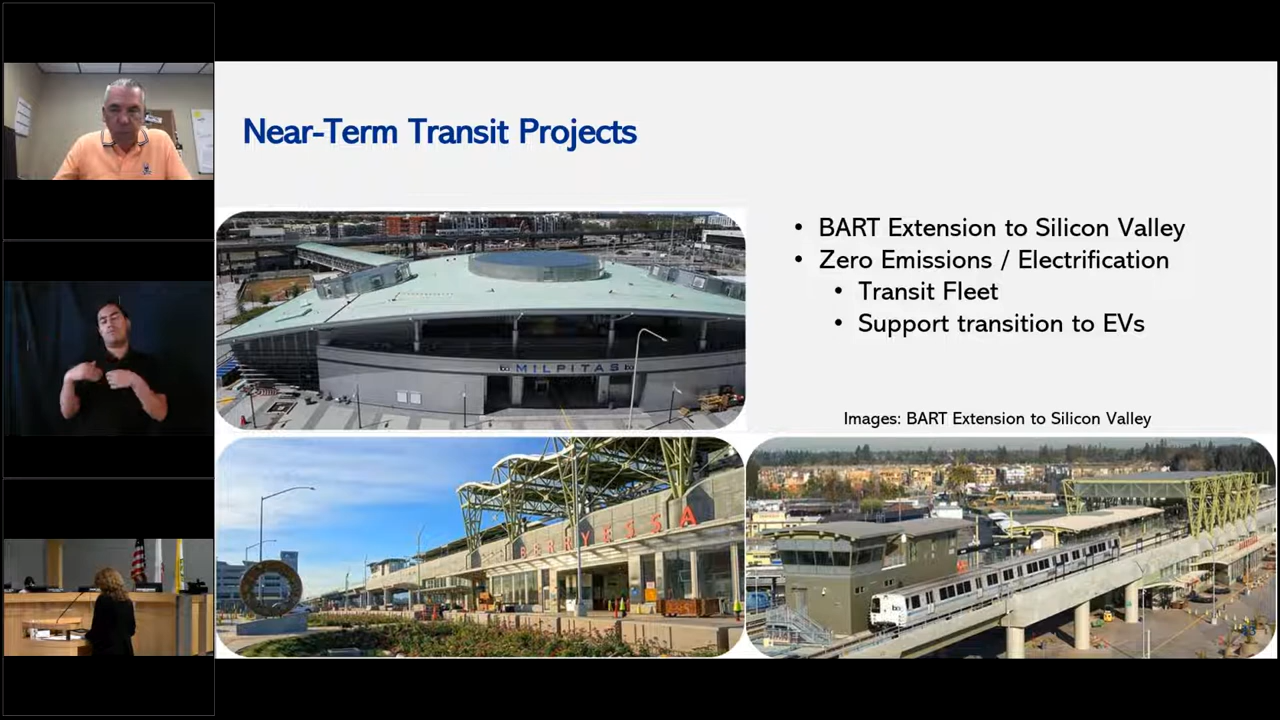 Near-Term Transit Projects
• BART Extension to Silicon Valley
• Zero Emissions / Electrification
• Transit Fleet
• Support transition to EVs
MILPITAS
Images: BART Extension to Silicon Valley
BERRYESSA